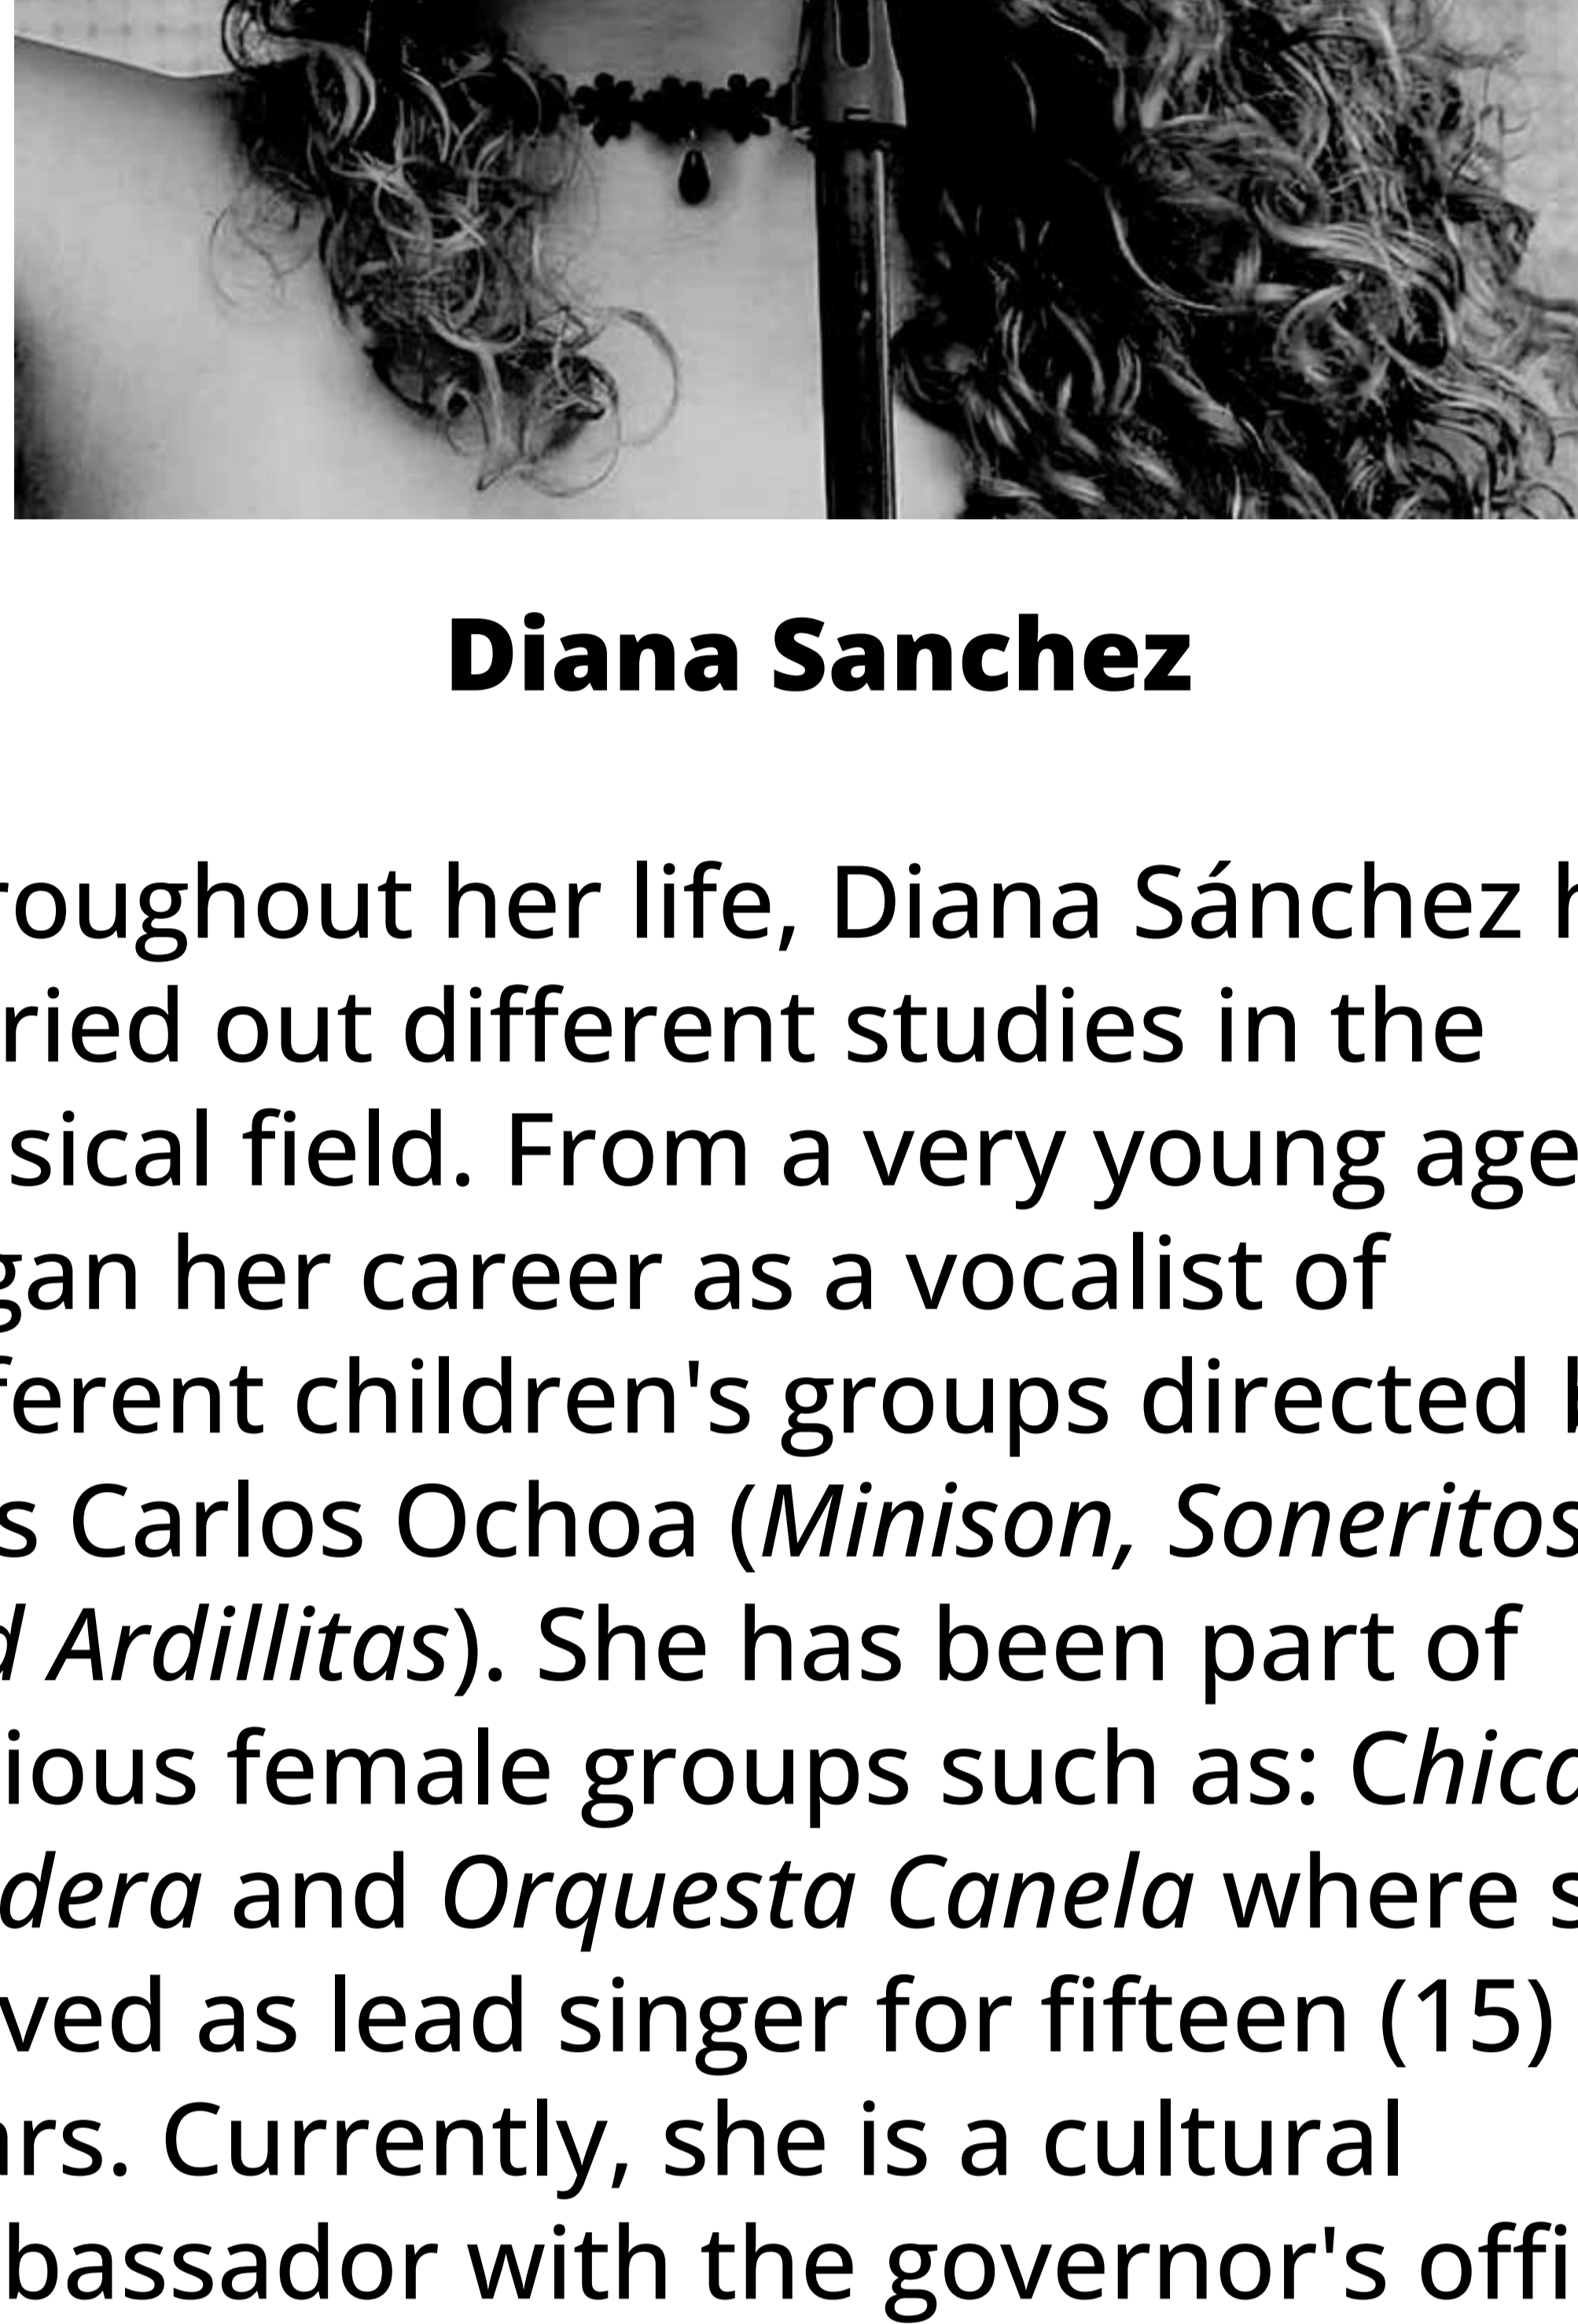 Diana Sanchez
roughout her life, Diana Sánchez h
ried out different studies in the
sical field. From a very young age
gan her career as a vocalist of
ferent children's groups directed b
s Carlos Ochoa (Minison, Soneritos
d Ardilllitas). She has been part of
ious female groups such as: Chica
dera and Orquesta Canela where s
ved as lead singer for fifteen (15)
rs. Currently, she is a cultural
bassador with the governor's offi